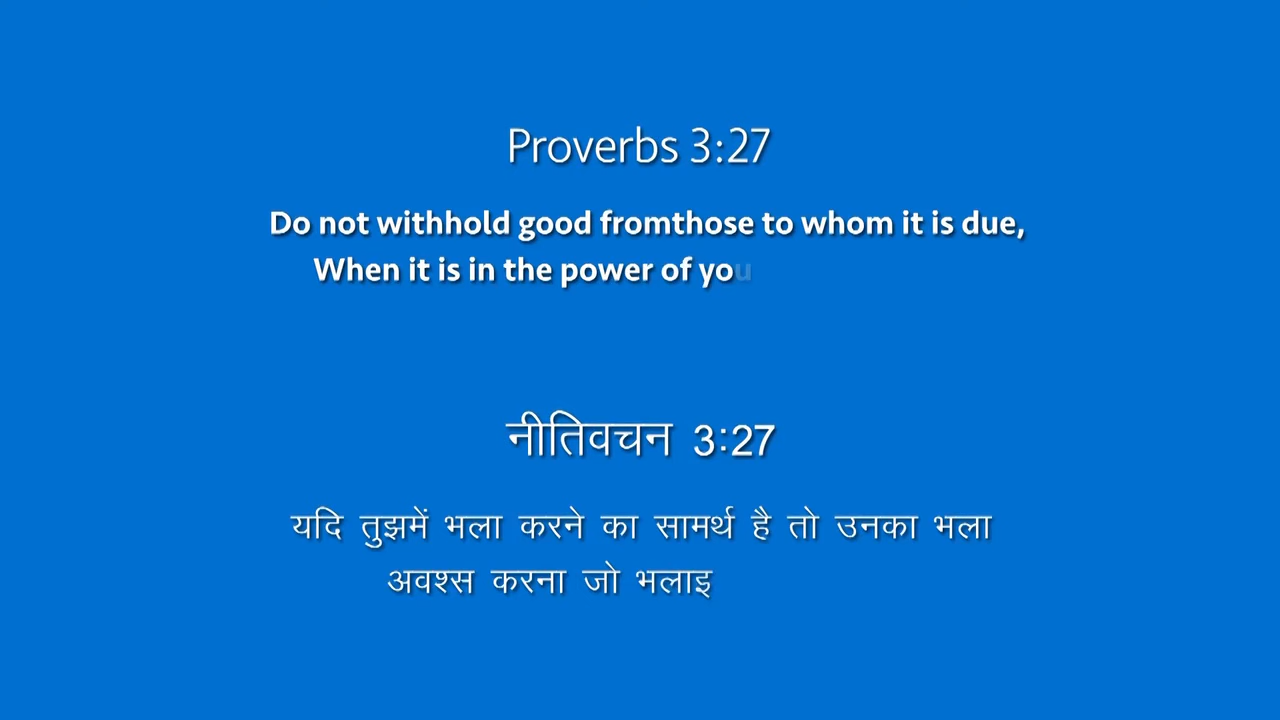 Proverbs 3:27
Do not withhold good fromthose to whom it is due,
When it is in the power of you
नीतिवचन 3:27
यदि तुझमें भला करने का सामर्थ है तो उनका भला
अवश्स करना जो भलाइ